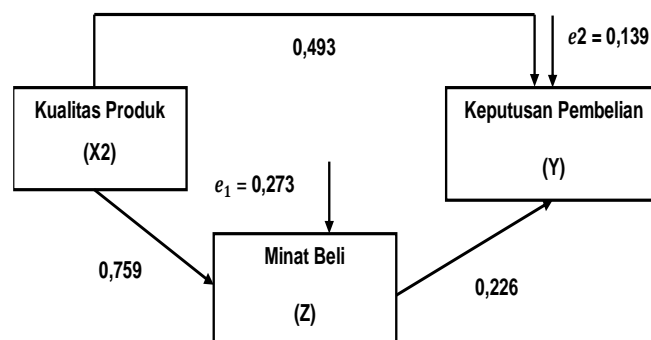 0,493
e2 = 0,139
Kualitas Produk
(X2)
Keputusan Pembelian
(Y)
e₁ = 0,273
Minat Beli
(Z)
0,759
0,226